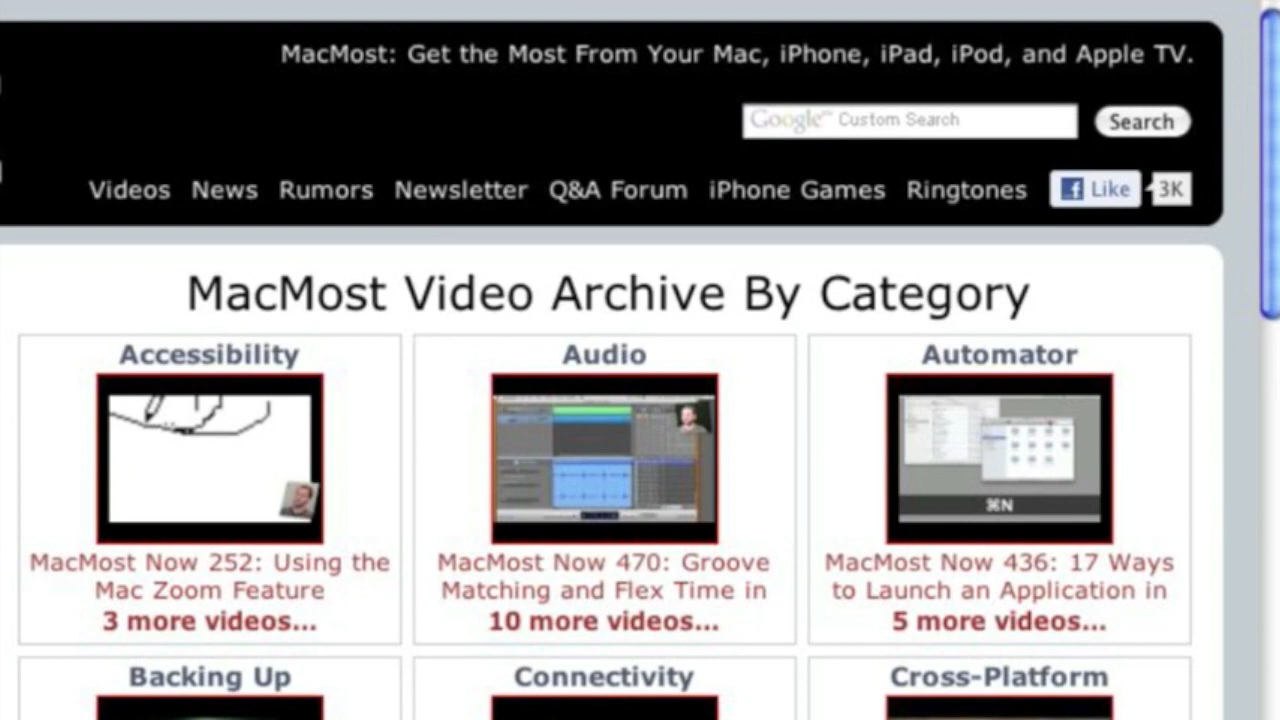 MacMost: Get the Most From Your Mac, iPhone, iPad, iPod, and Apple TV.
Google™ Custom Search Search
Videos News Rumors Newsletter Q&A Forum iPhone Games Ringtones Like 3K
MacMost Video Archive By Category
Accessibility Audio Automator
⌘N
MacMost Now 252: Using the MacMost Now 470: Groove MacMost Now 436: 17 Ways
Mac Zoom Feature Matching and Flex Time in to Launch an Application in
3 more videos... 10 more videos... 5 more videos...
Backing Up Connectivity Cross-Platform